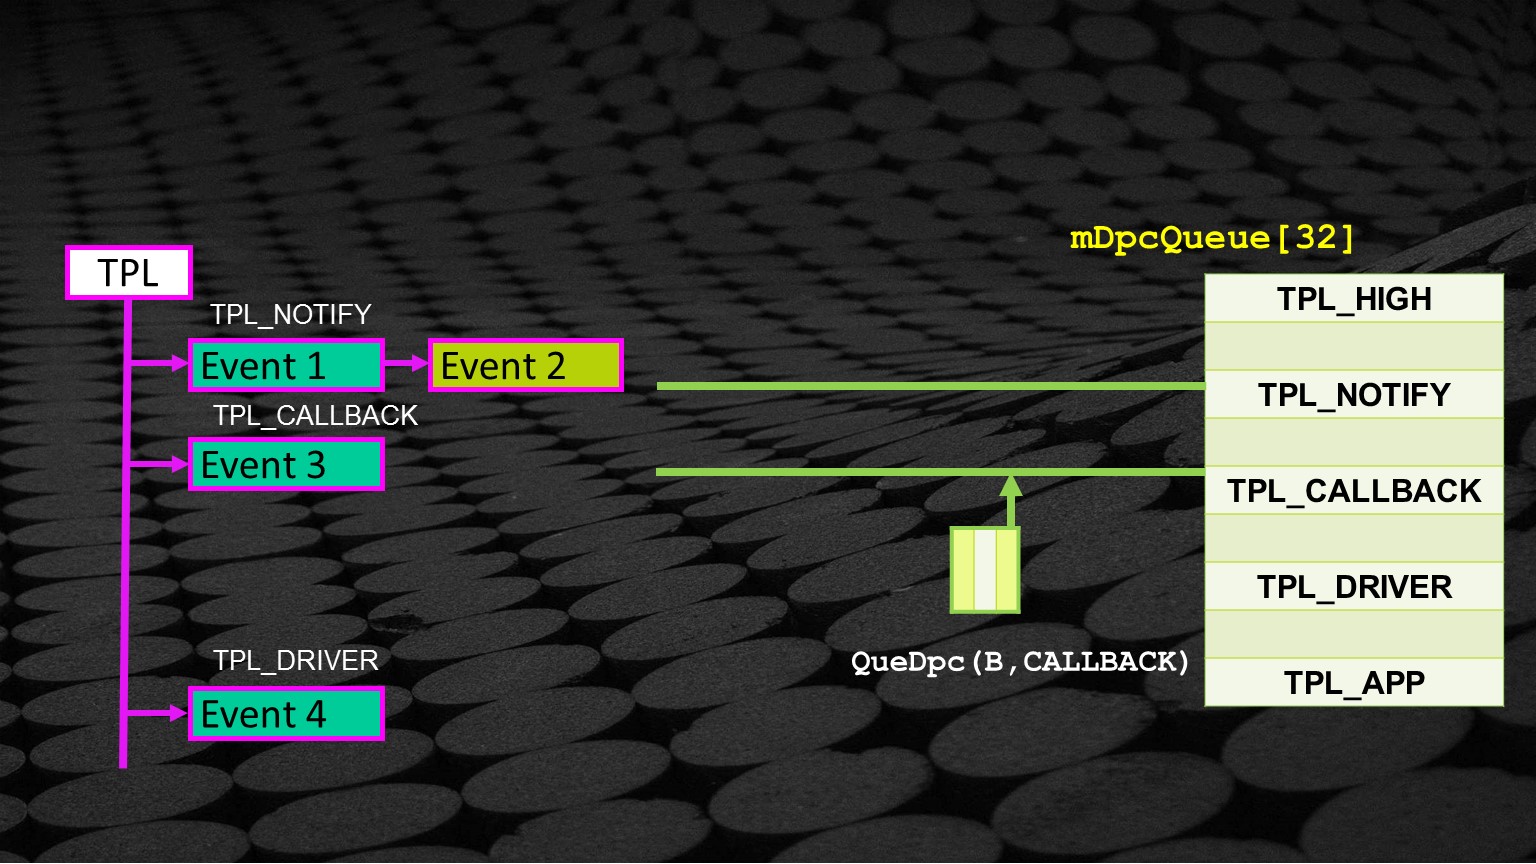 mDpcQueue[32]
TPL
TPL_NOTIFY
Event 1
Event 2
TPL_CALLBACK
Event 3
TPL_DRIVER
Event 4
QueDpc(B,CALLBACK)
TPL_HIGH
TPL_NOTIFY
TPL_CALLBACK
TPL_DRIVER
TPL_APP